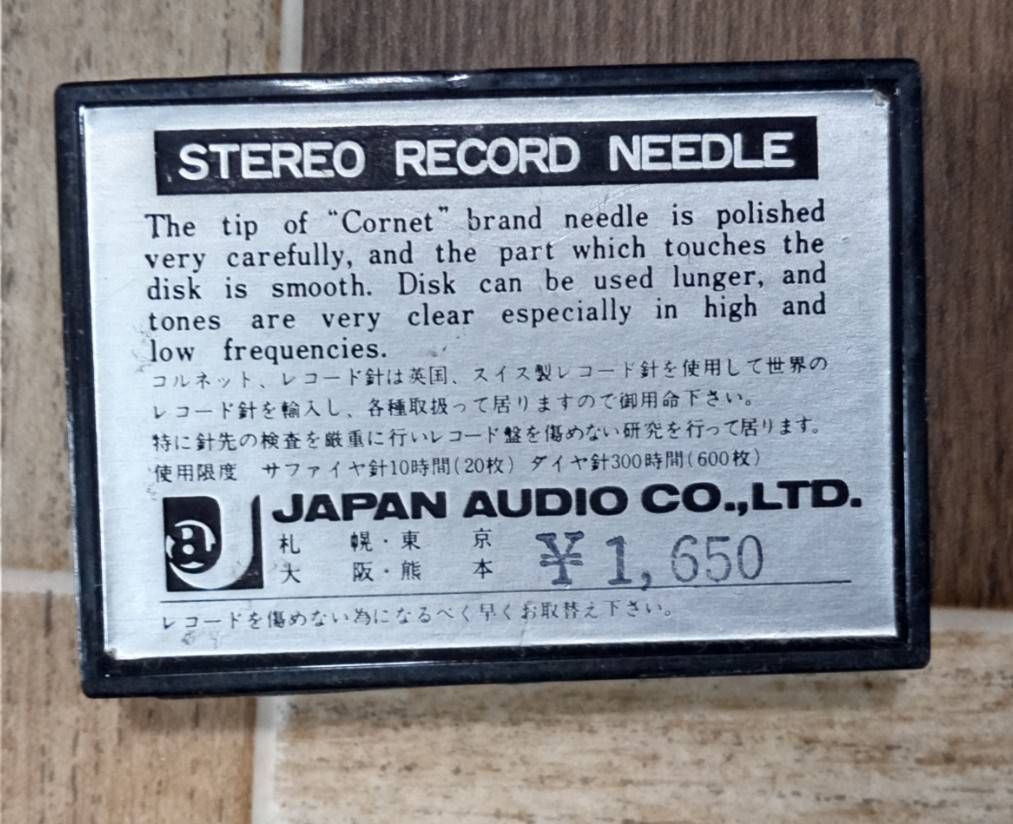 STEREO RECORD NEEDLE
The tip of "Cornet" brand needle is polished
very carefully, and the part which touches the
disk is smooth. Disk can be used lunger, and
tones are very clear especially in high and
low frequencies.
コルネット、レコード針は英国、スイス製レコード針を使用して世界の
レコード針を輸入し、各種取扱って居りますので御用命下さい。
特に針先の検査を厳重に行いレコード盤を傷めない研究を行って居ります。
使用限度 サファイヤ針10時間(20枚) ダイヤ針300時間(600枚)
JAPAN AUDIO CO.,LTD.
札幌・東京
大阪・熊本
¥1,650
レコードを傷めない為になるべく早くお取替え下さい。